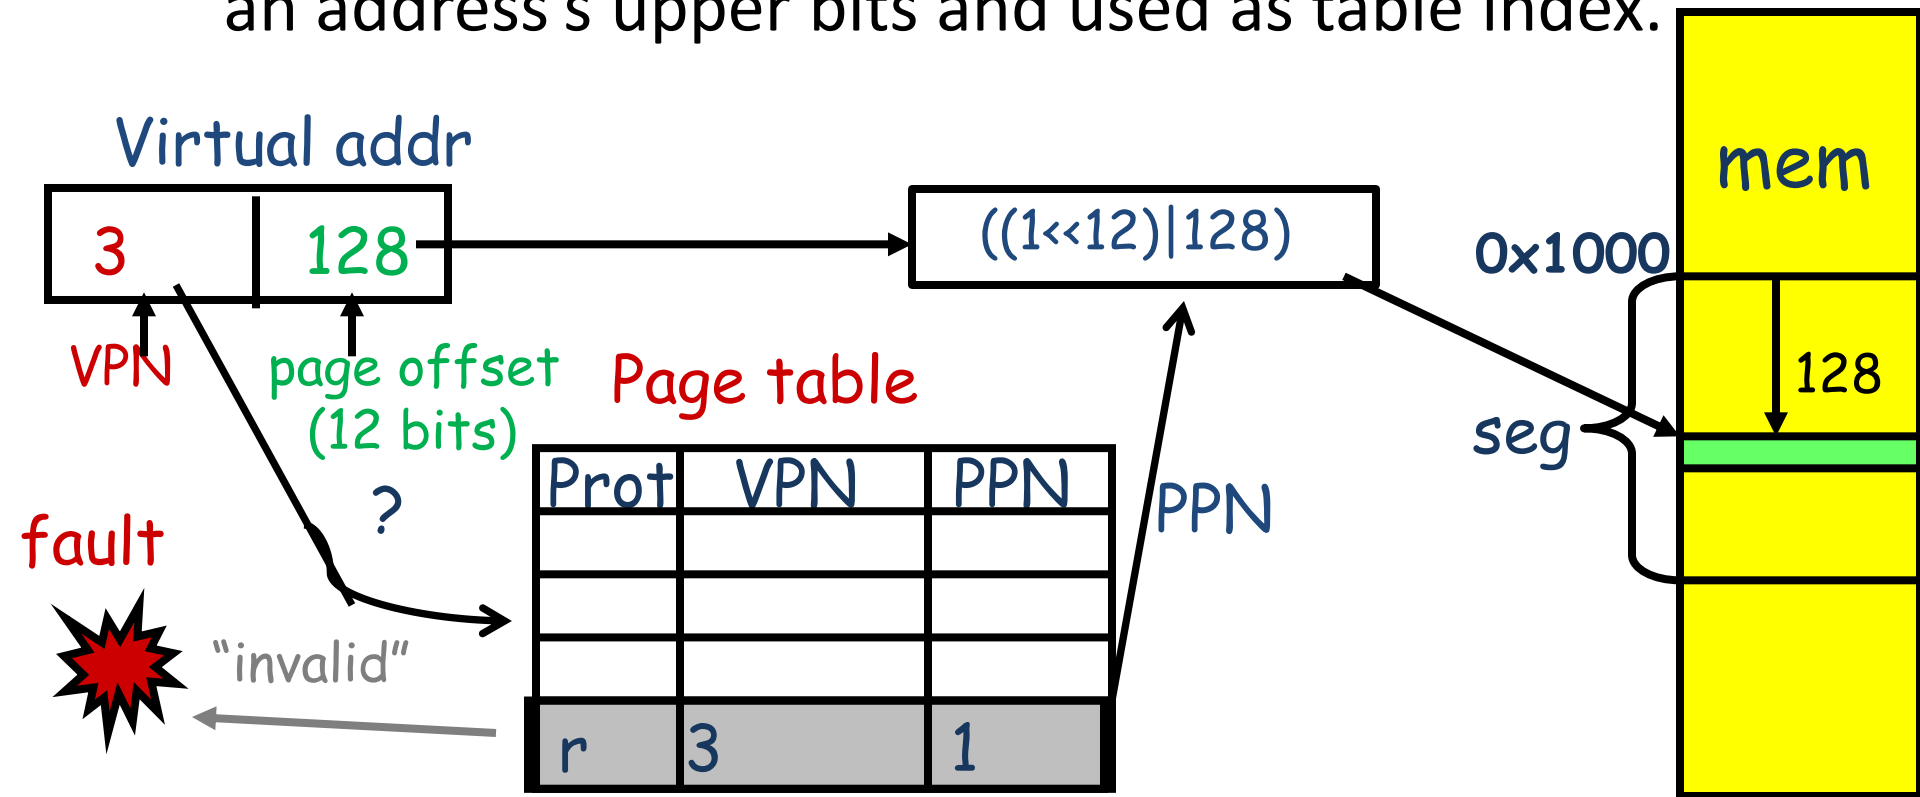 an address's upper bits and used as table index.
Virtual addr
mem
3
128
((1<<12)|128)
0x1000
VPN
page offset
(12 bits)
Page table
128
seg
?
Prot VPN PPN
PPN
fault
“invalid”
r 3 1